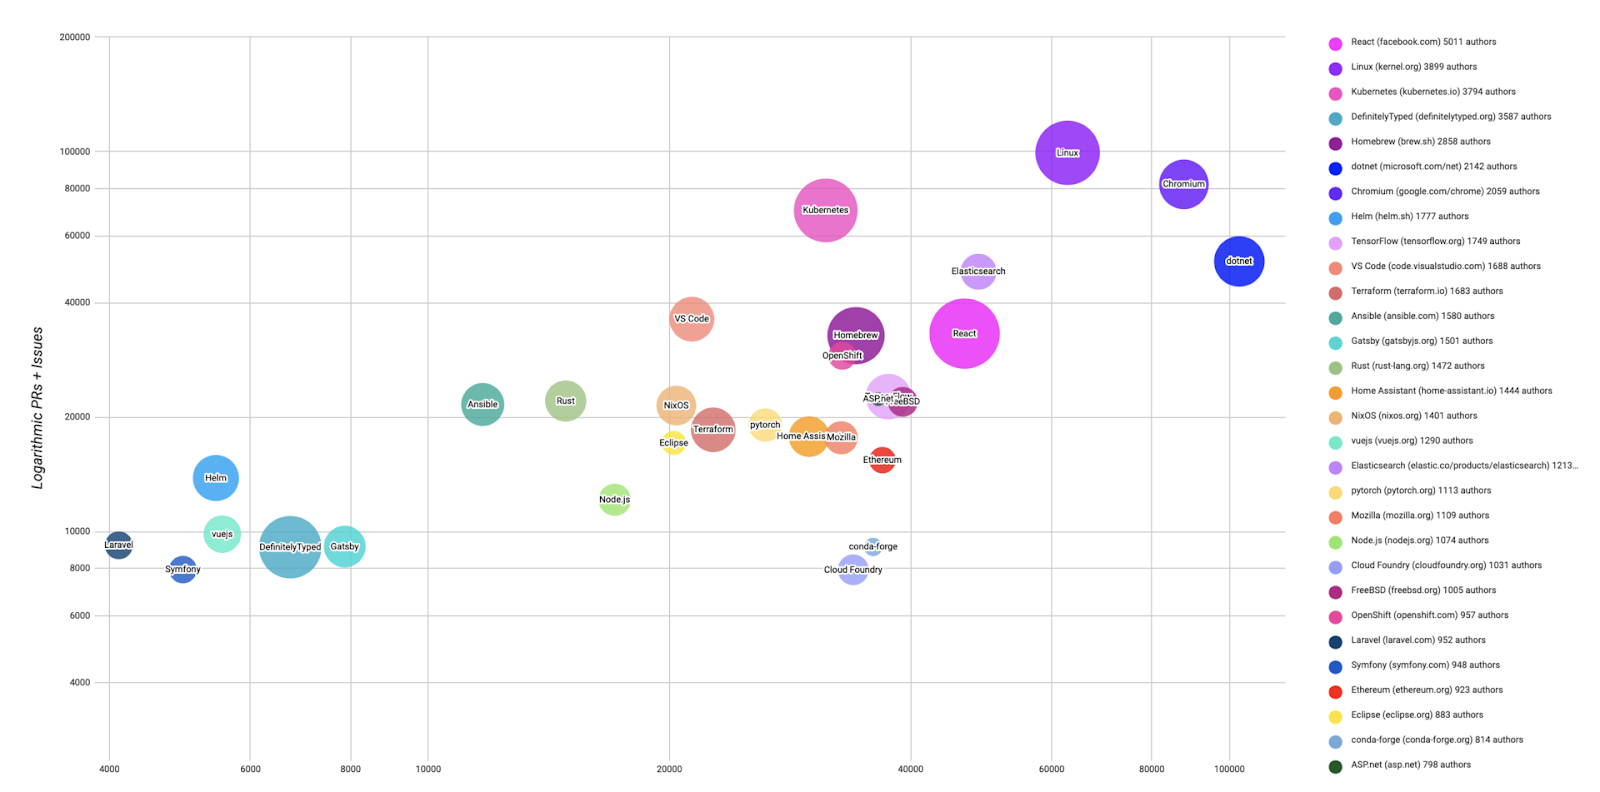 200000
100000
80000
60000
40000
20000
10000
8000
6000
4000
Logarithmic PRs + Issues
4000
6000
8000
10000
20000
40000
60000
80000
100000
Linux
Chromium
Kubernetes
dotnet
Elasticsearch
VS Code
Homebrew
React
OpenShift
Ansible
Rust
NixOS
ASP.net
FreeBSD
Terraform
pytorch
Eclipse
Home Assis
Mozilla
Ethereum
Helm
Node.js
vuejs
Laravel
DefinitelyTyped
Gatsby
conda-forge
Symfony
Cloud Foundry
React (facebook.com) 5011 authors
Linux (kernel.org) 3899 authors
Kubernetes (kubernetes.io) 3794 authors
DefinitelyTyped (definitelytyped.org) 3587 authors
Homebrew (brew.sh) 2858 authors
dotnet (microsoft.com/net) 2142 authors
Chromium (google.com/chrome) 2059 authors
Helm (helm.sh) 1777 authors
TensorFlow (tensorflow.org) 1749 authors
VS Code (code.visualstudio.com) 1688 authors
Terraform (terraform.io) 1683 authors
Ansible (ansible.com) 1580 authors
Gatsby (gatsbyjs.org) 1501 authors
Rust (rust-lang.org) 1472 authors
Home Assistant (home-assistant.io) 1444 authors
NixOS (nixos.org) 1401 authors
vuejs (vuejs.org) 1290 authors
Elasticsearch (elastic.co/products/elasticsearch) 1213...
pytorch (pytorch.org) 1113 authors
Mozilla (mozilla.org) 1109 authors
Node.js (nodejs.org) 1074 authors
Cloud Foundry (cloudfoundry.org) 1031 authors
FreeBSD (freebsd.org) 1005 authors
OpenShift (openshift.com) 957 authors
Laravel (laravel.com) 952 authors
Symfony (symfony.com) 948 authors
Ethereum (ethereum.org) 923 authors
Eclipse (eclipse.org) 883 authors
conda-forge (conda-forge.org) 814 authors
ASP.net (asp.net) 798 authors